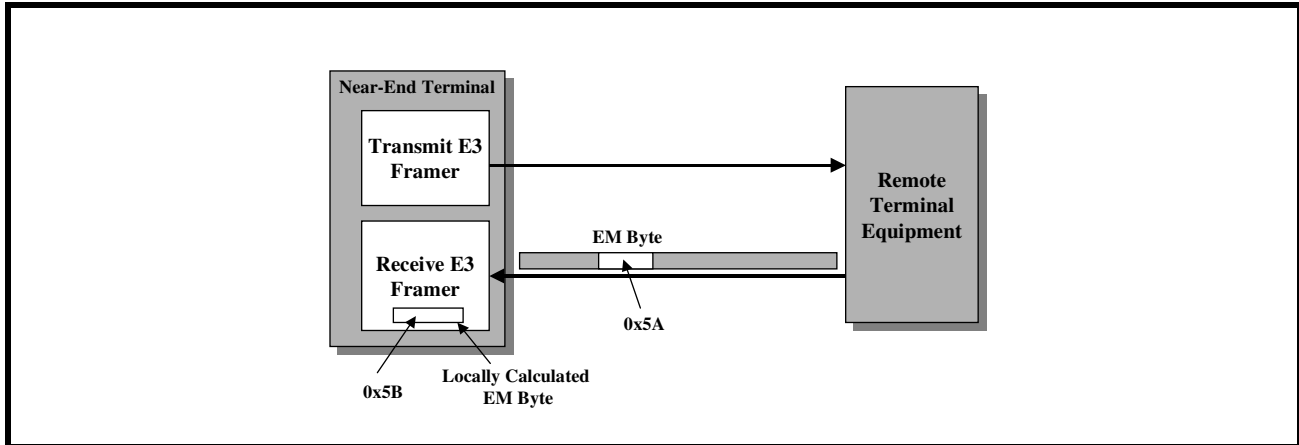 Near-End Terminal
Transmit E3
Framer
Remote
Terminal
Equipment
EM Byte
Receive E3
Framer
0x5A
0x5B
Locally Calculated
EM Byte